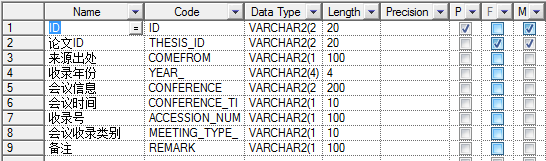 Name Code Data Type Length Precision P F M
1 ID = ID VARCHAR2(2 20
2 论文ID THESIS_ID VARCHAR2(2 20
3 来源出处 COMEFROM VARCHAR2(1 100
4 收录年份 YEAR_ VARCHAR2(4) 4
5 会议信息 CONFERENCE VARCHAR2(2 200
6 会议时间 CONFERENCE_TI VARCHAR2(1 10
7 收录号 ACCESSION_NUM VARCHAR2(1 100
8 会议收录类别 MEETING_TYPE_ VARCHAR2(1 10
9 备注 REMARK VARCHAR2(1 100